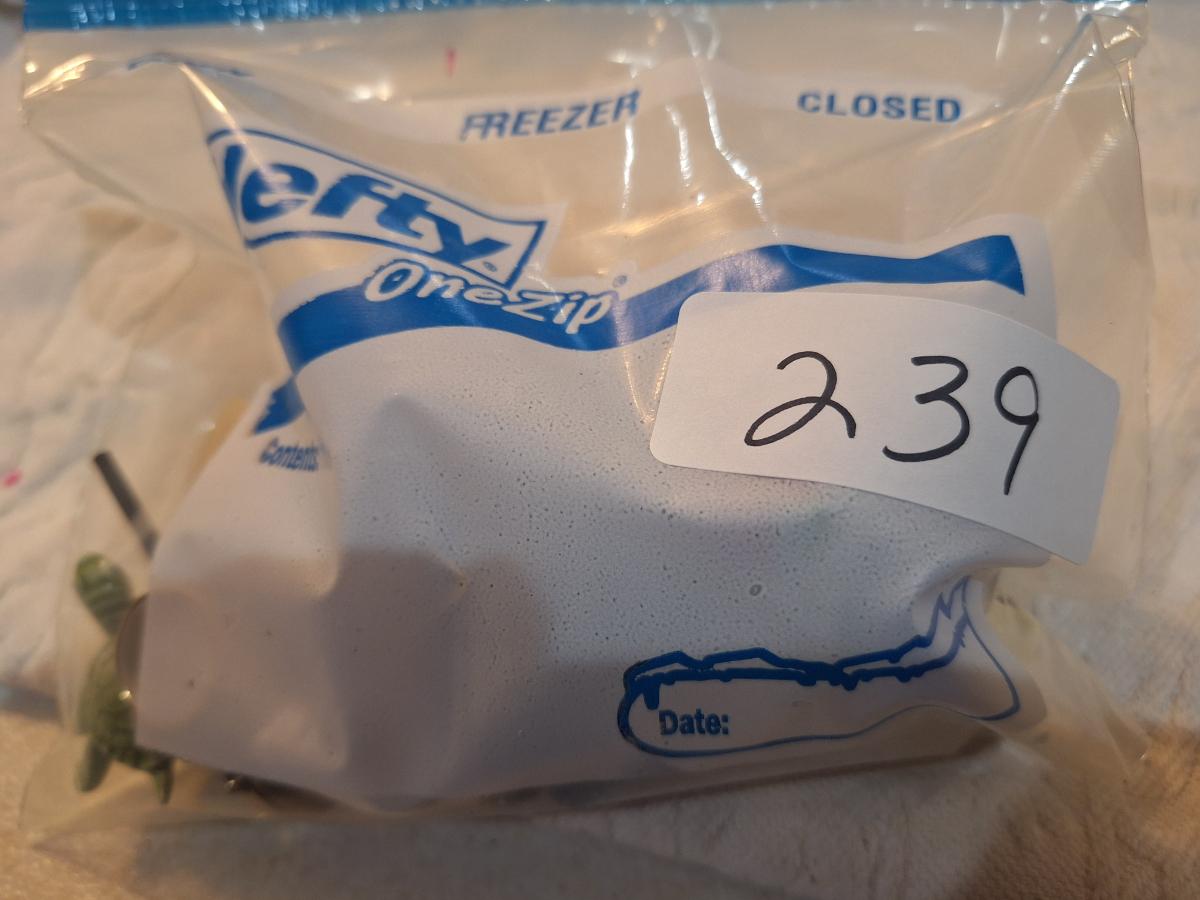 FREEZER CLOSED
Hefty
OneZip
239
Contents:
Date: